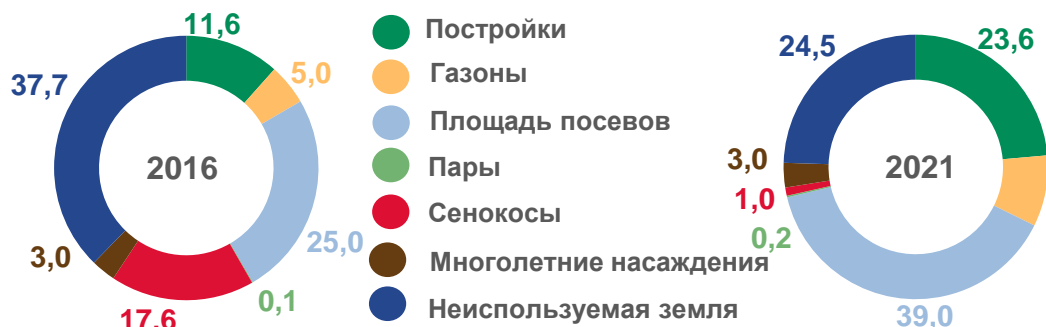 11,6
5,0
37,7
2016
25,0
3,0
0,1
17,6
Постройки
Газоны
Площадь посевов
Пары
Сенокосы
Многолетние насаждения
Неиспользуемая земля
24,5
23,6
3,0
2021
1,0
0,2
39,0